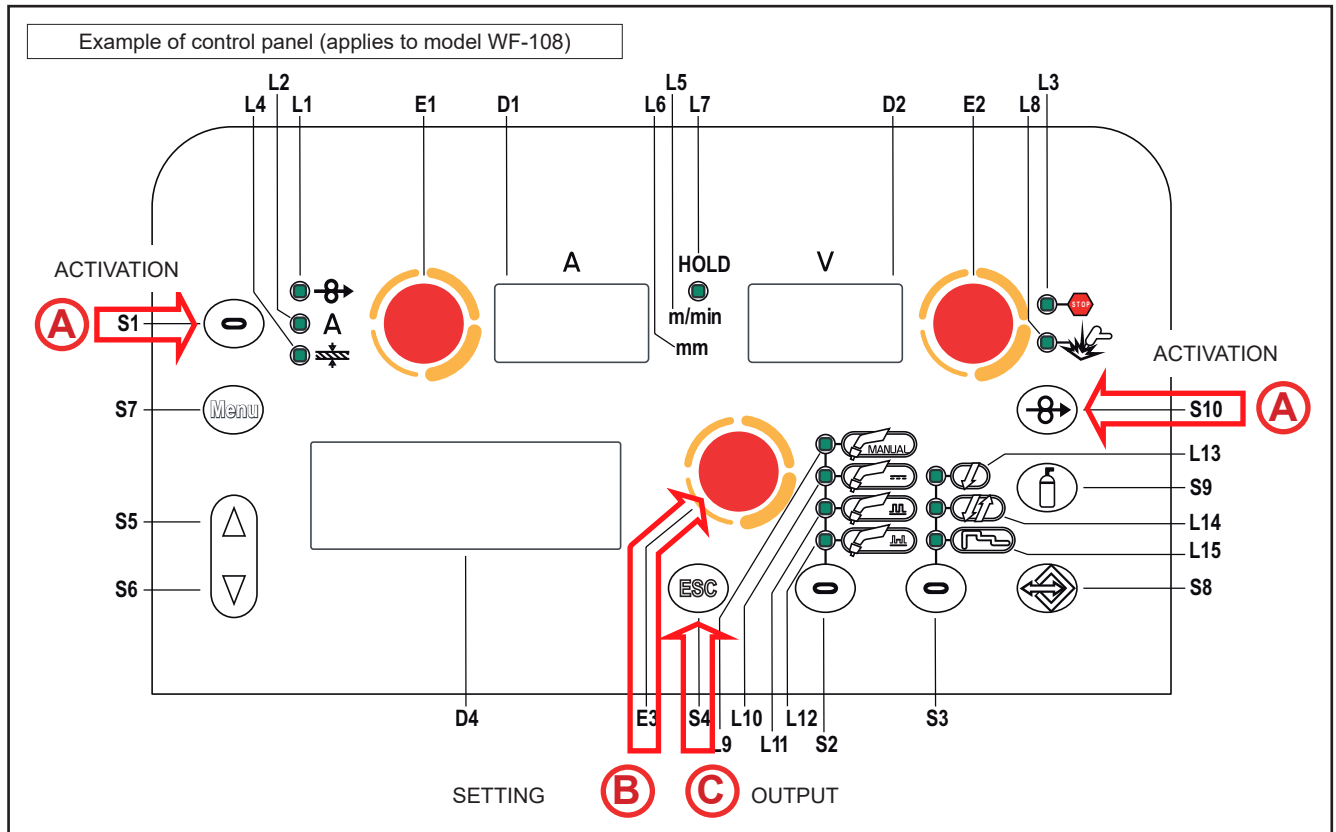 Example of control panel (applies to model WF-108)
L2 L5 L3
L4 L1 E1 D1 L6 L7 D2 E2 L8
A HOLD V
ACTIVATION
A S1 A m/min
mm
STOP
ACTIVATION
S7 Menu
S10 A
MANUAL
L13
S9
S5
L14
L15
S6 ESC S8
D4 E3 S4 L10 L12 S3
L9 L11 S2
SETTING B C OUTPUT